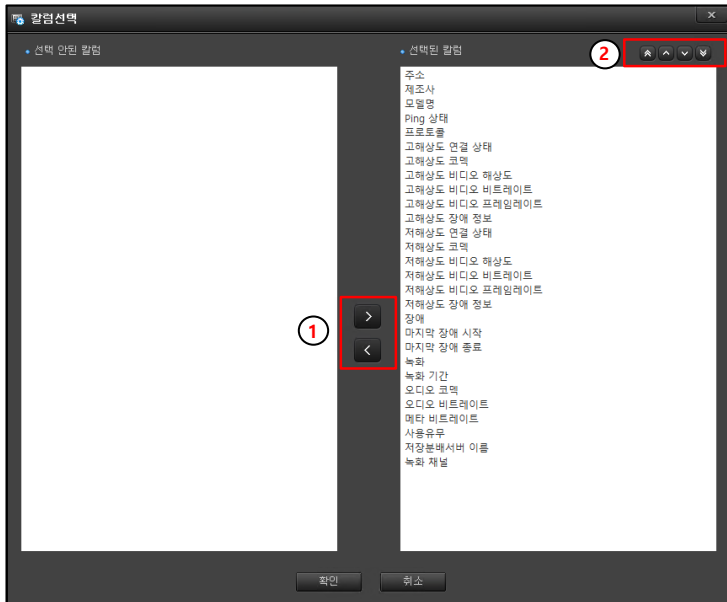 칼럼선택
선택 안된 칼럼
선택된 칼럼
2
주소
제조사
모델명
Ping 상태
프로토콜
고해상도 연결 상태
고해상도 코덱
고해상도 비디오 해상도
고해상도 비디오 비트레이트
고해상도 비디오 프레임레이트
고해상도 장애 정보
저해상도 연결 상태
저해상도 코덱
저해상도 비디오 해상도
저해상도 비디오 비트레이트
저해상도 비디오 프레임레이트
저해상도 장애 정보
장애
마지막 장애 시작
마지막 장애 종료
녹화
녹화 기간
오디오 코덱
오디오 비트레이트
메타 비트레이트
사용유무
저장분배서버 이름
녹화 채널
1
확인
취소